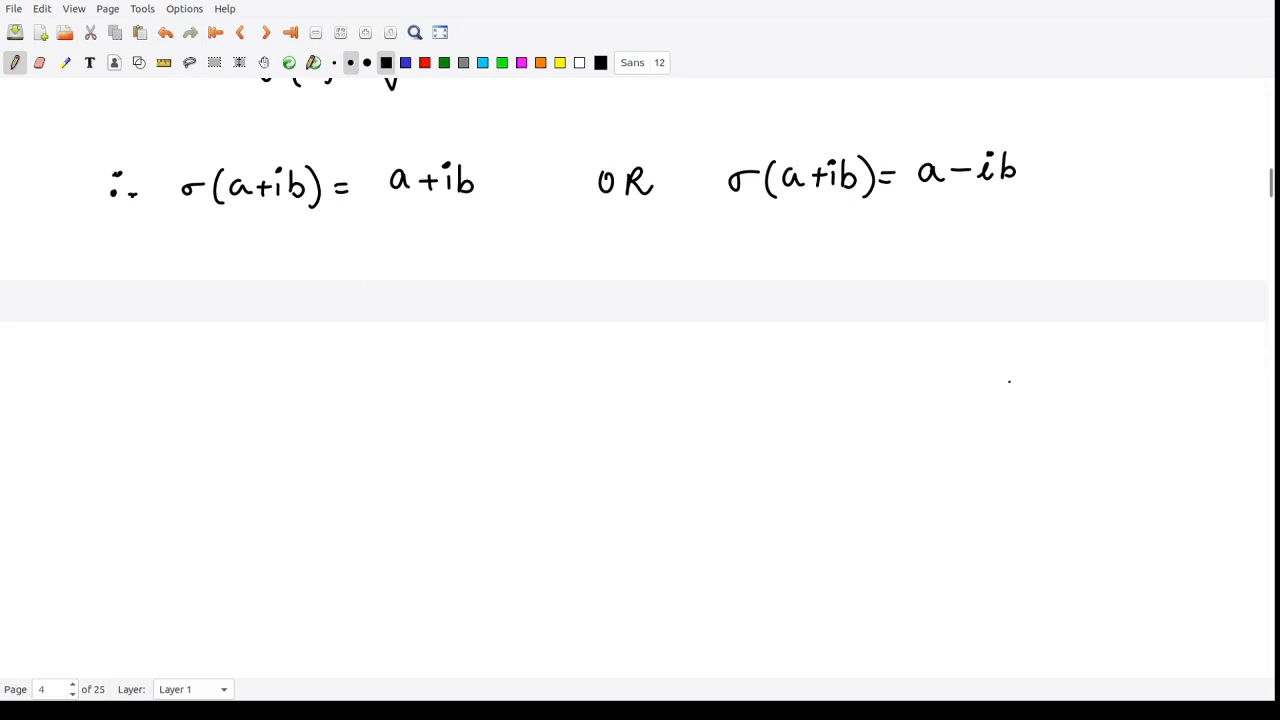 File Edit View Page Tools Options Help
Sans 12
∴ σ(a+ib) = a+ib OR σ(a+ib) = a-ib
Page 4 of 25 Layer: Layer 1